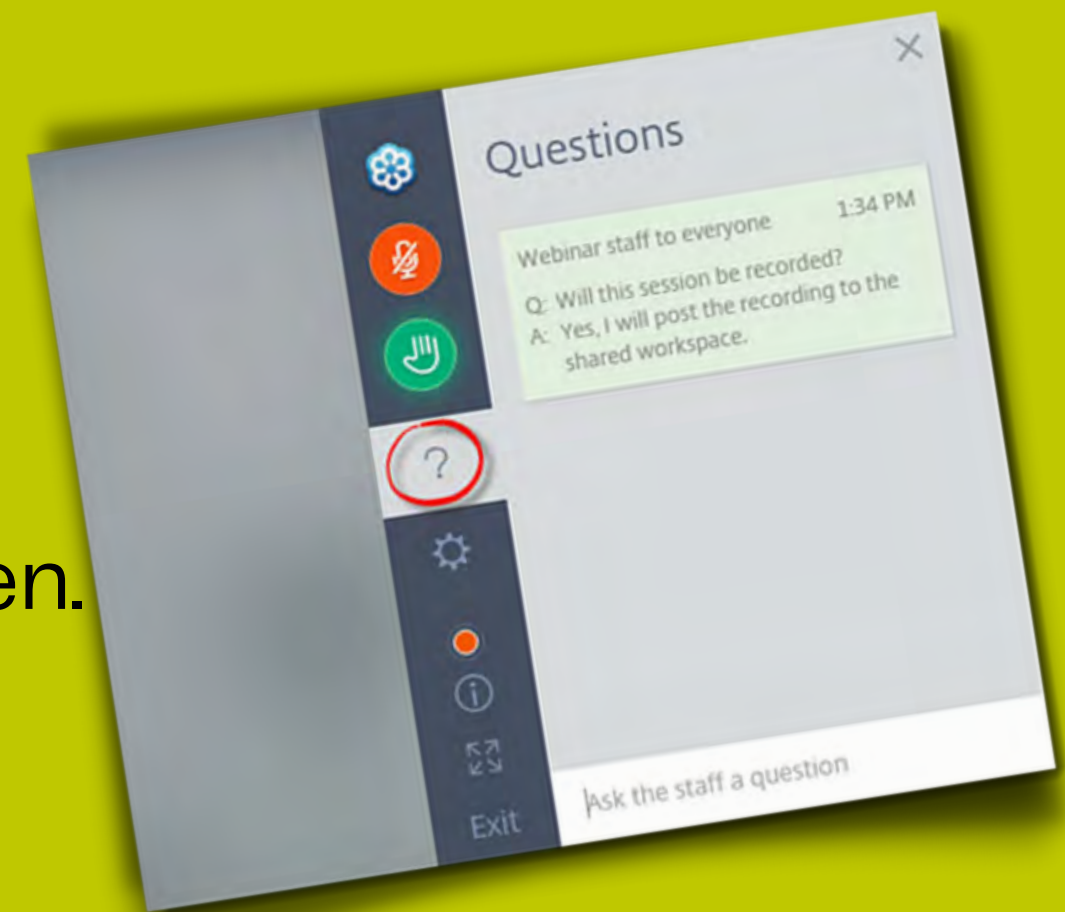 Questions
Webinar staff to everyone 1:34 PM
Q: Will this session be recorded?
A: Yes, I will post the recording to the
shared workspace.
?
en.
Exit
Ask the staff a question